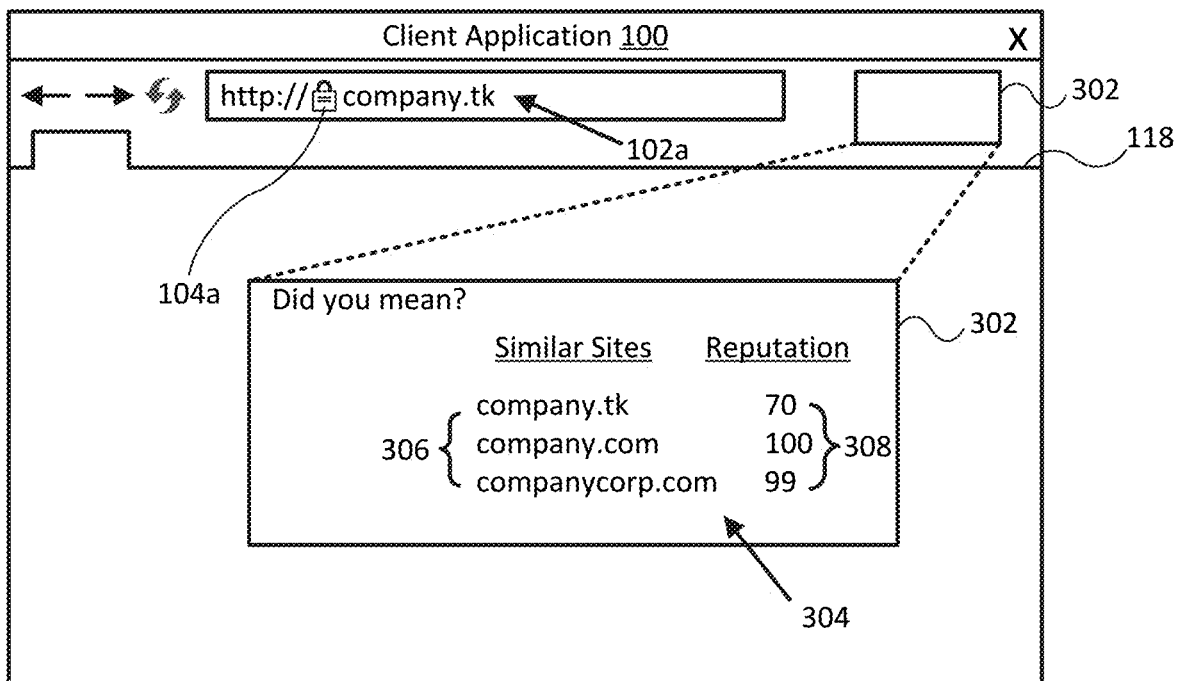 Client Application 100 X
http:// company.tk
302
102a
118
104a
Did you mean?
302
Similar Sites Reputation
company.tk 70
306 company.com 100 308
companycorp.com 99
304